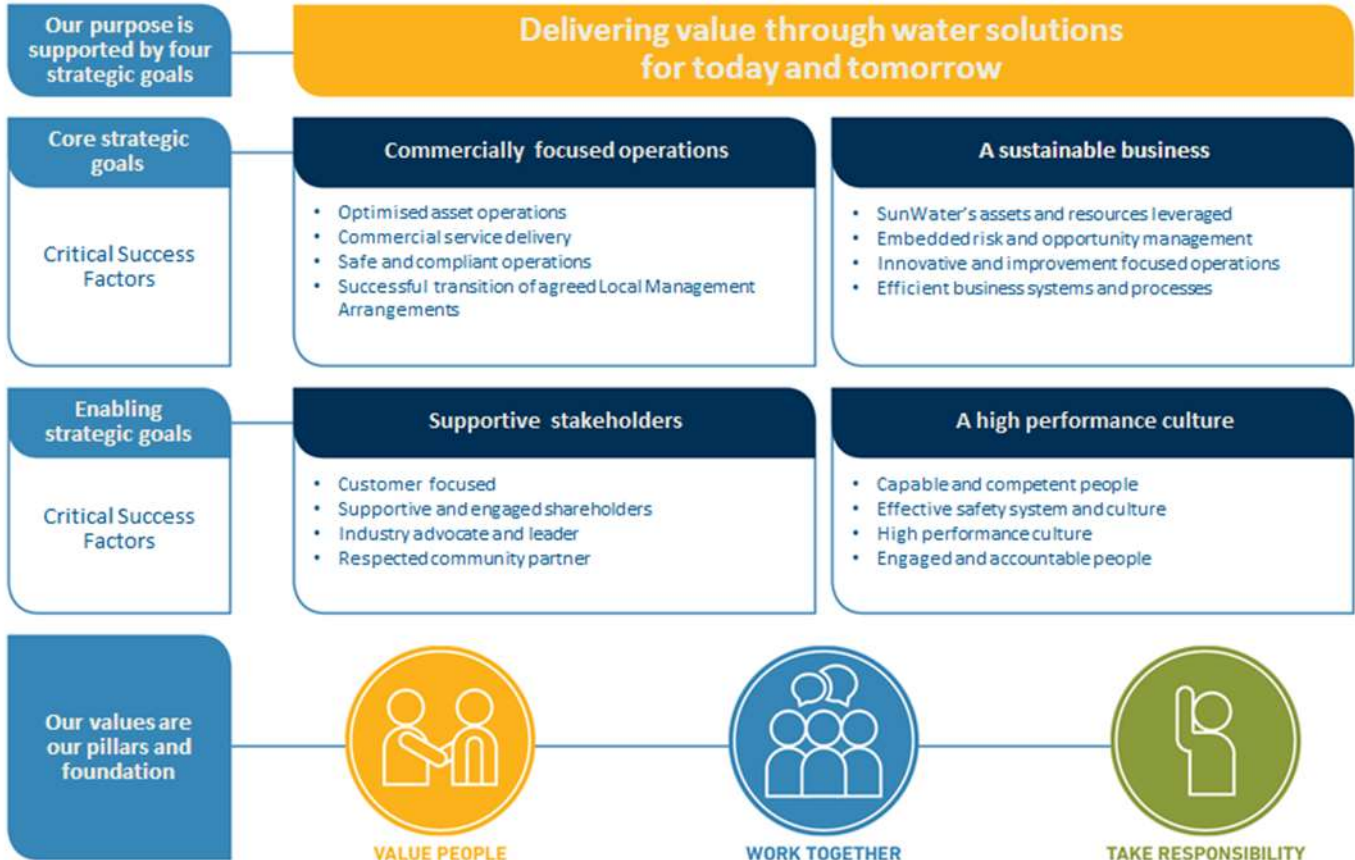 Our purpose is
supported by four
strategic goals
Delivering value through water solutions
for today and tomorrow
Core strategic
goals
Critical Success
Factors
Commercially focused operations
• Optimised asset operations
• Commercial service delivery
• Safe and compliant operations
• Successful transition of agreed Local Management
Arrangements
A sustainable business
• SunWater's assets and resources leveraged
• Embedded risk and opportunity management
• Innovative and improvement focused operations
• Efficient business systems and processes
Enabling
strategic goals
Critical Success
Factors
Supportive stakeholders
• Customer focused
• Supportive and engaged shareholders
• Industry advocate and leader
• Respected community partner
A high performance culture
• Capable and competent people
• Effective safety system and culture
• High performance culture
• Engaged and accountable people
Our values are
our pillars and
foundation
VALUE PEOPLE
WORK TOGETHER
TAKE RESPONSIBILITY